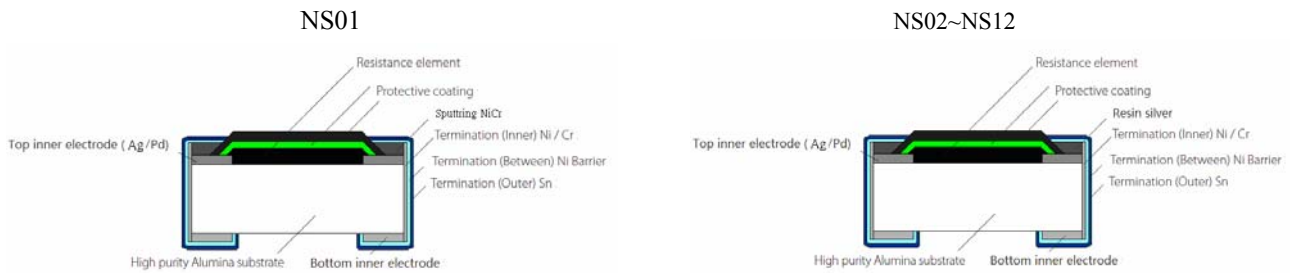 NS01
Resistance element
Protective coating
Sputtring NiCr
Top inner electrode ( Ag/Pd)
Termination (Inner) Ni / Cr
Termination (Between) Ni Barrier
Termination (Outer) Sn
High purity Alumina substrate
Bottom inner electrode
NS02~NS12
Resistance element
Protective coating
Resin silver
Top inner electrode ( Ag/Pd)
Termination (Inner) Ni / Cr
Termination (Between) Ni Barrier
Termination (Outer) Sn
High purity Alumina substrate
Bottom inner electrode